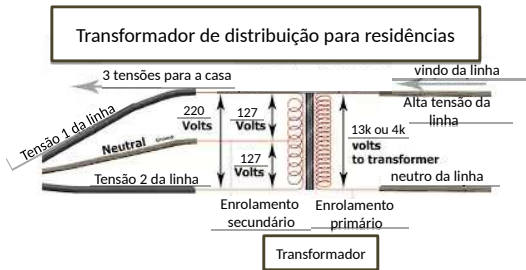 Transformador de distribuição para residências
3 tensões para a casa
vindo da linha
Alta tensão da
linha
Tensão 1 da linha
220
Volts
127
Volts
Neutral
Ground
13k ou 4k
volts
to transformer
127
Volts
Tensão 2 da linha
neutro da linha
Enrolamento
secundário
Enrolamento
primário
Transformador